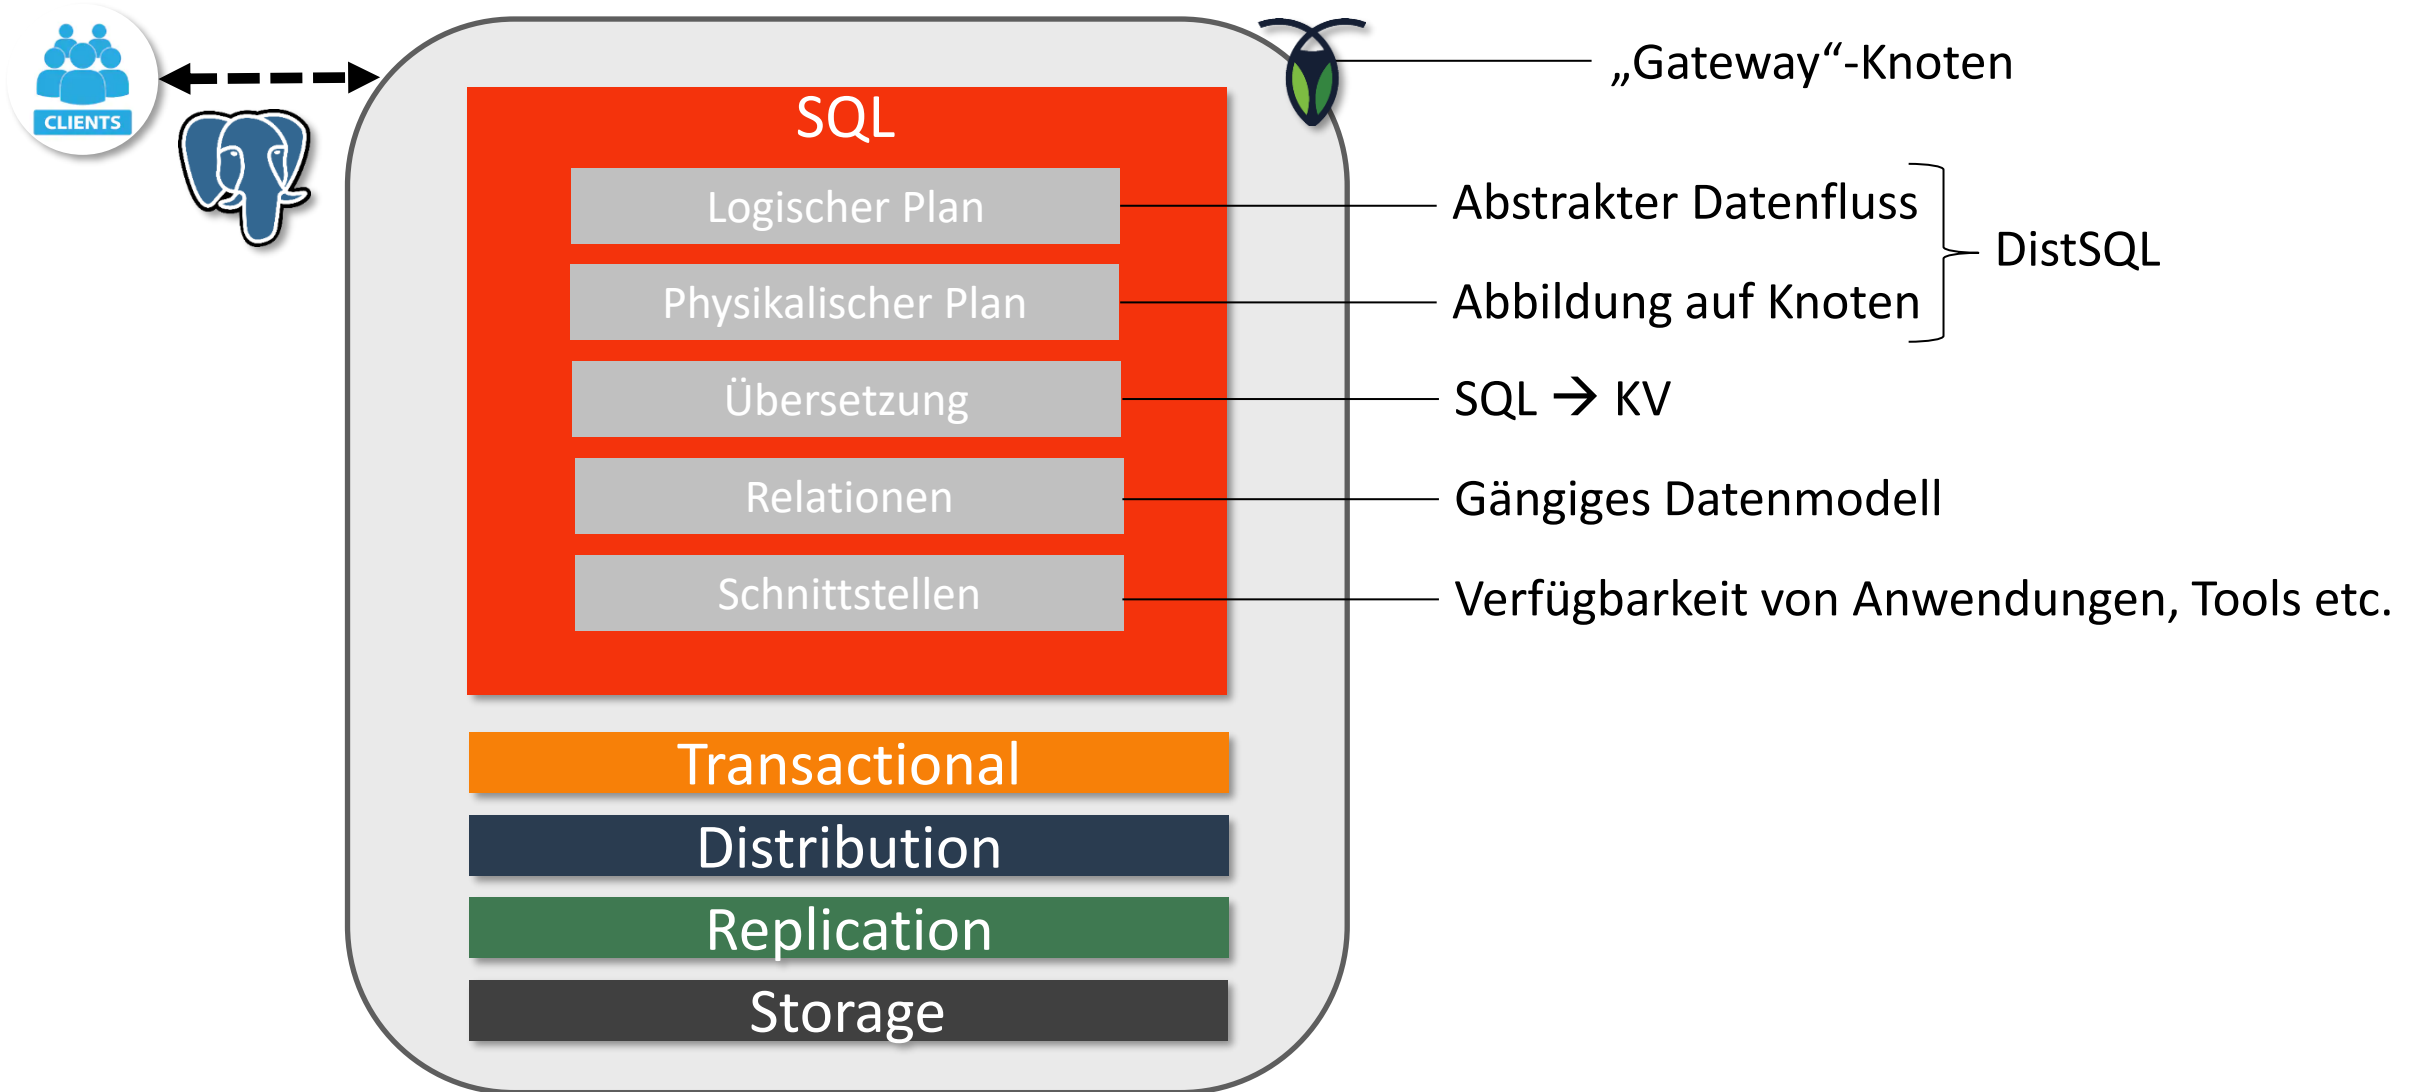 CLIENTS
„Gateway“-Knoten
SQL
Logischer Plan
Abstrakter Datenfluss
DistSQL
Physikalischer Plan
Abbildung auf Knoten
Übersetzung
SQL → KV
Relationen
Gängiges Datenmodell
Schnittstellen
Verfügbarkeit von Anwendungen, Tools etc.
Transactional
Distribution
Replication
Storage